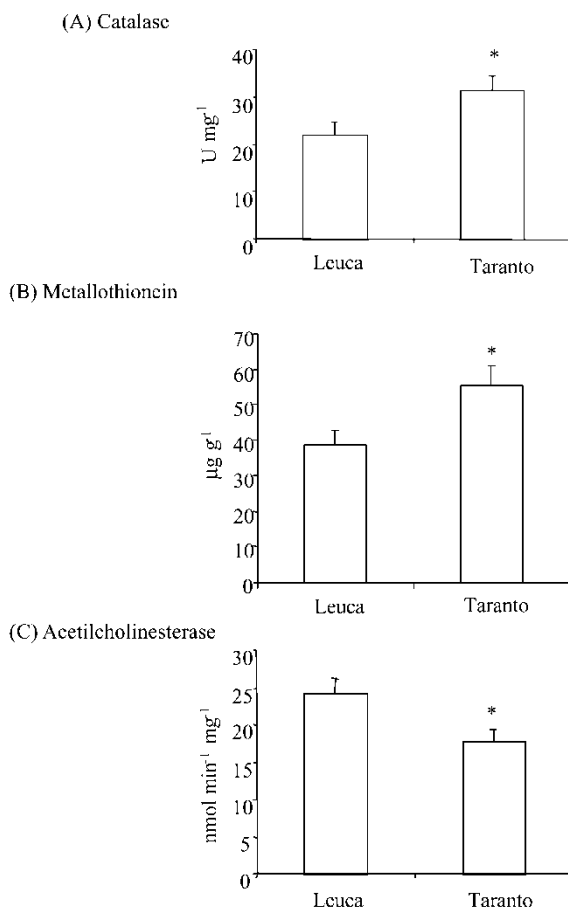 (A) Catalase
40
*
30
U mg⁻¹
20
10
0
Leuca
Taranto
(B) Metallothionein
70
*
60
50
µg g⁻¹
40
30
20
10
0
Leuca
Taranto
(C) Acetilcholinesterase
30
25
*
nmol min⁻¹ mg⁻¹
20
15
10
5
0
Leuca
Taranto